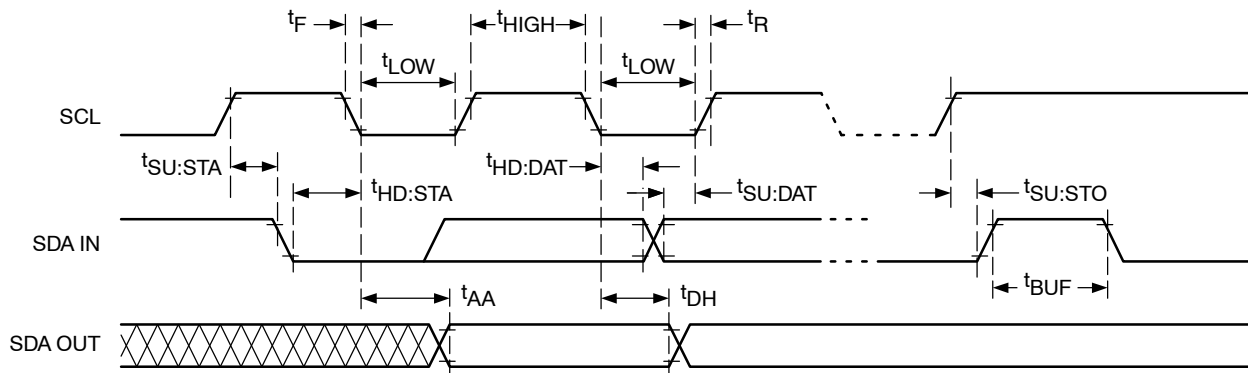 tF
tHIGH
tR
tLOW
tLOW
SCL
tSU:STA
tHD:DAT
tHD:STA
tSU:DAT
tSU:STO
SDA IN
tBUF
tAA
tDH
SDA OUT